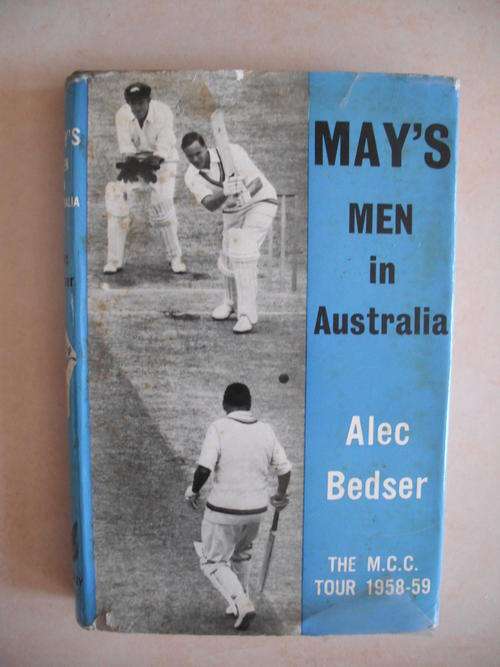 MAY'S
MEN
in
Australia
Alec
Bedser
THE M.C.C.
TOUR 1958-59